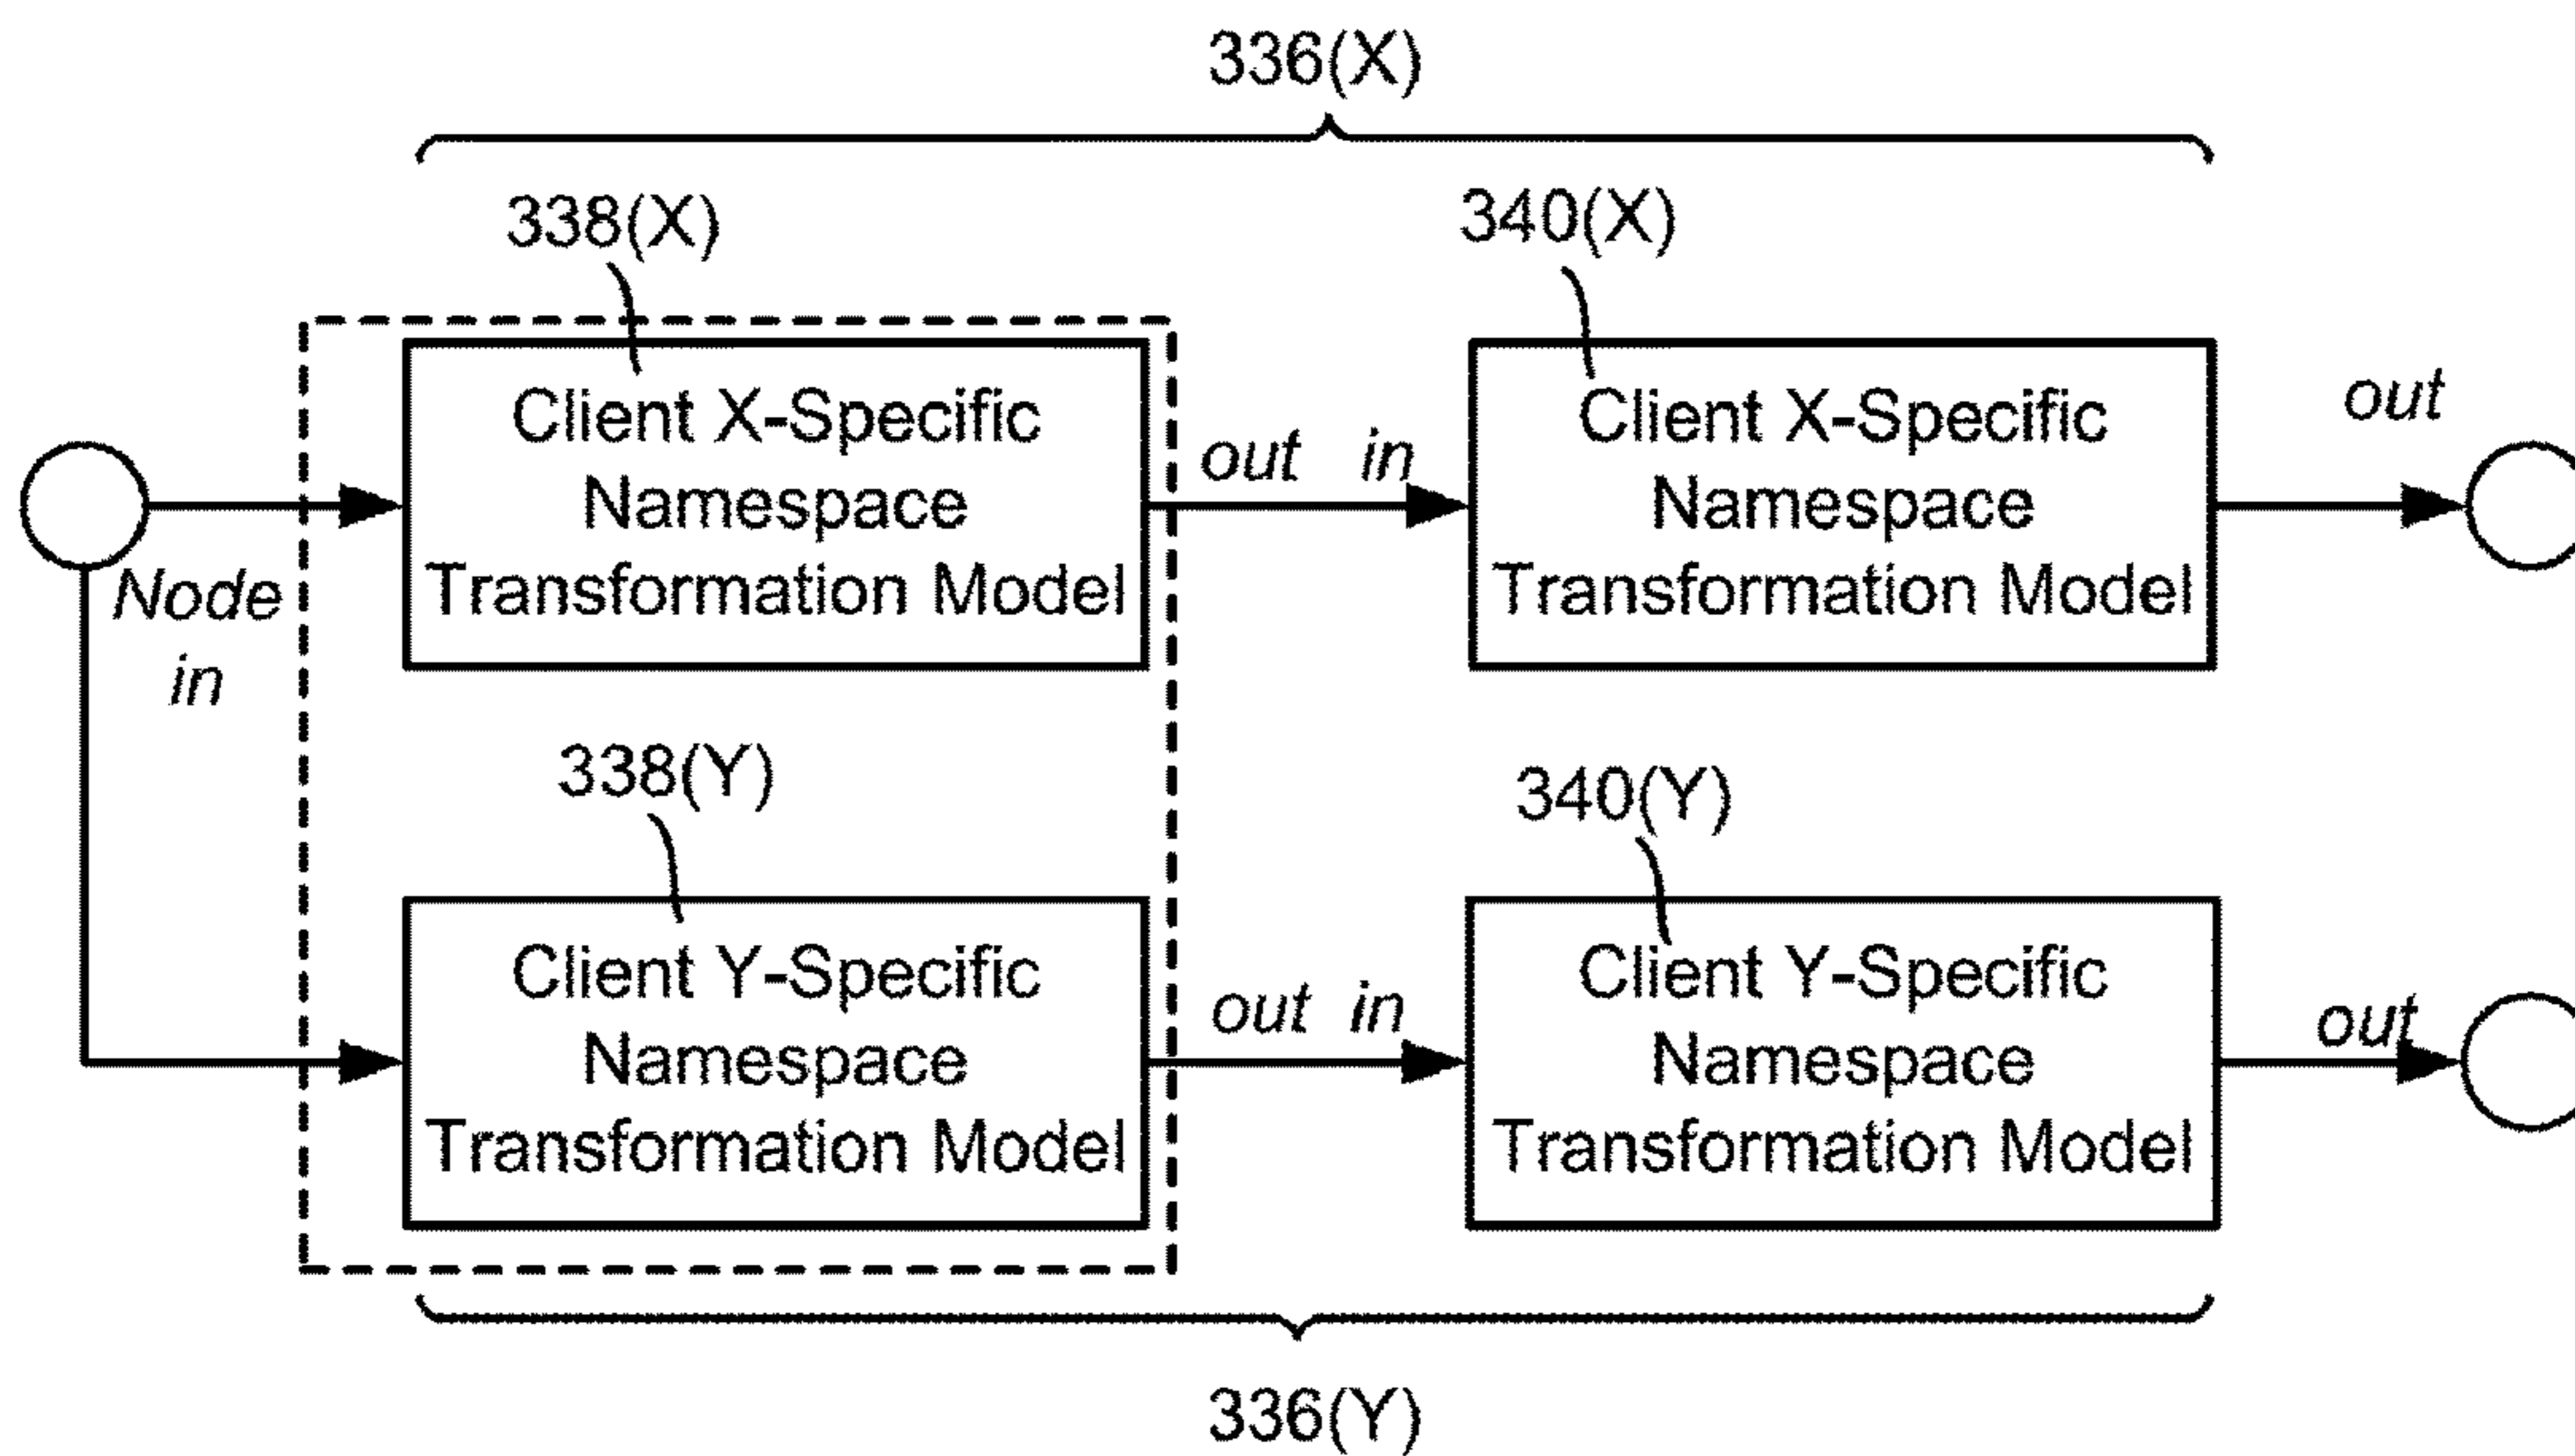 336(X)
338(X)
340(X)
Client X-Specific
Namespace
Transformation Model
out in
Client X-Specific
Namespace
Transformation Model
out
Node
in
338(Y)
340(Y)
Client Y-Specific
Namespace
Transformation Model
out in
Client Y-Specific
Namespace
Transformation Model
out
336(Y)